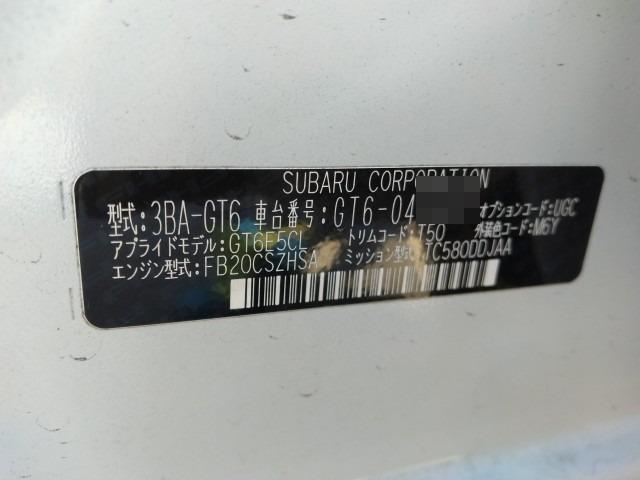 SUBARU CORPORATION
型式:3BA-GT6 車台番号:GT6-04 オプションコード:UGC
アプライドモデル:GT6E5CL トリムコード:T50 外装色コード:M6Y
エンジン型式:FB20CSZHSA ミッション型式:TC580DDJAA